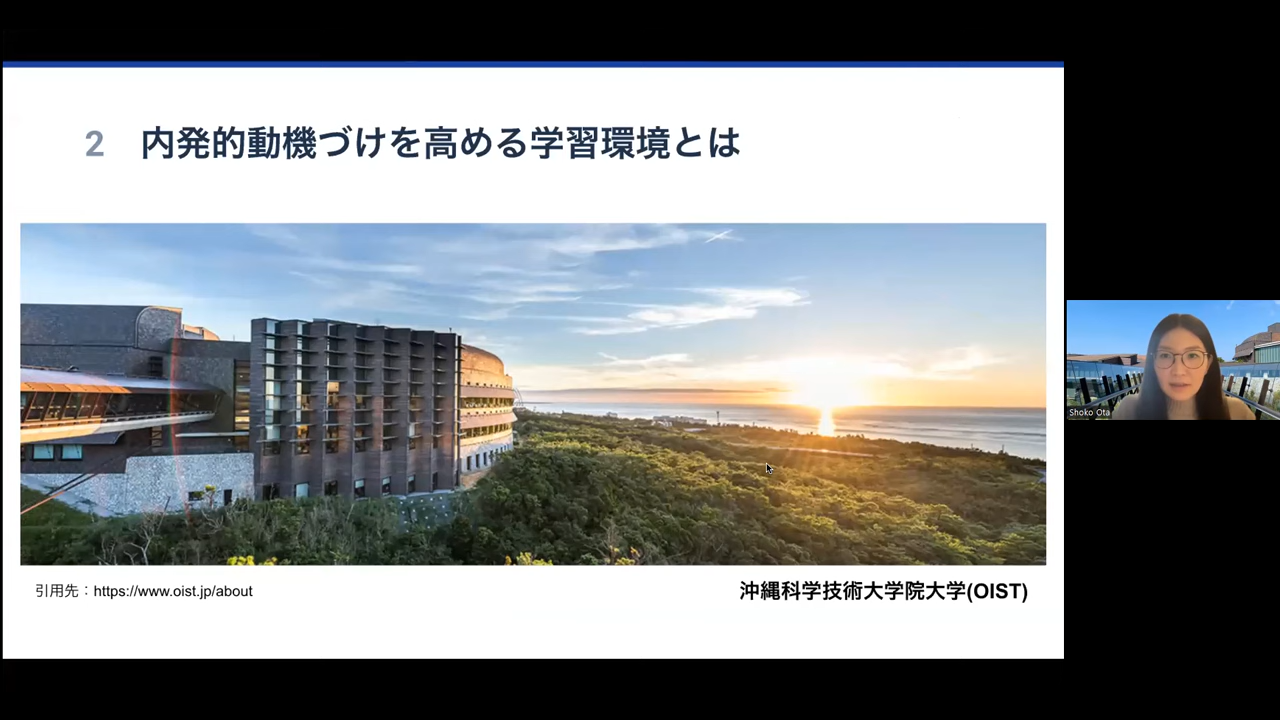 2 内発的動機づけを高める学習環境とは
引用先：https://www.oist.jp/about
沖縄科学技術大学院大学(OIST)
Shoko Ota